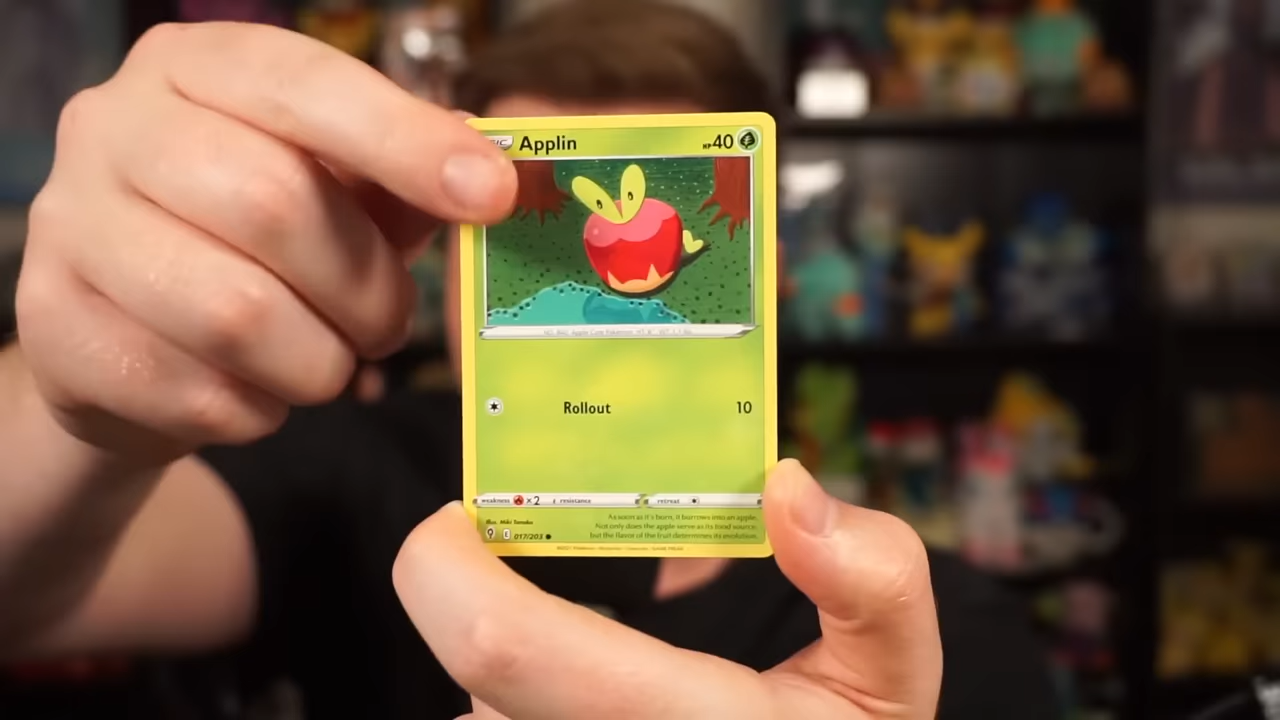 Applin
HP 40
Rollout 10
weakness ×2 resistance retreat
As soon as it's born, it burrows into an apple.
Illus. Miki Tanaka
Not only does the apple serve as its food source,
E 017/203
but the flavor of the fruit determines its evolution.